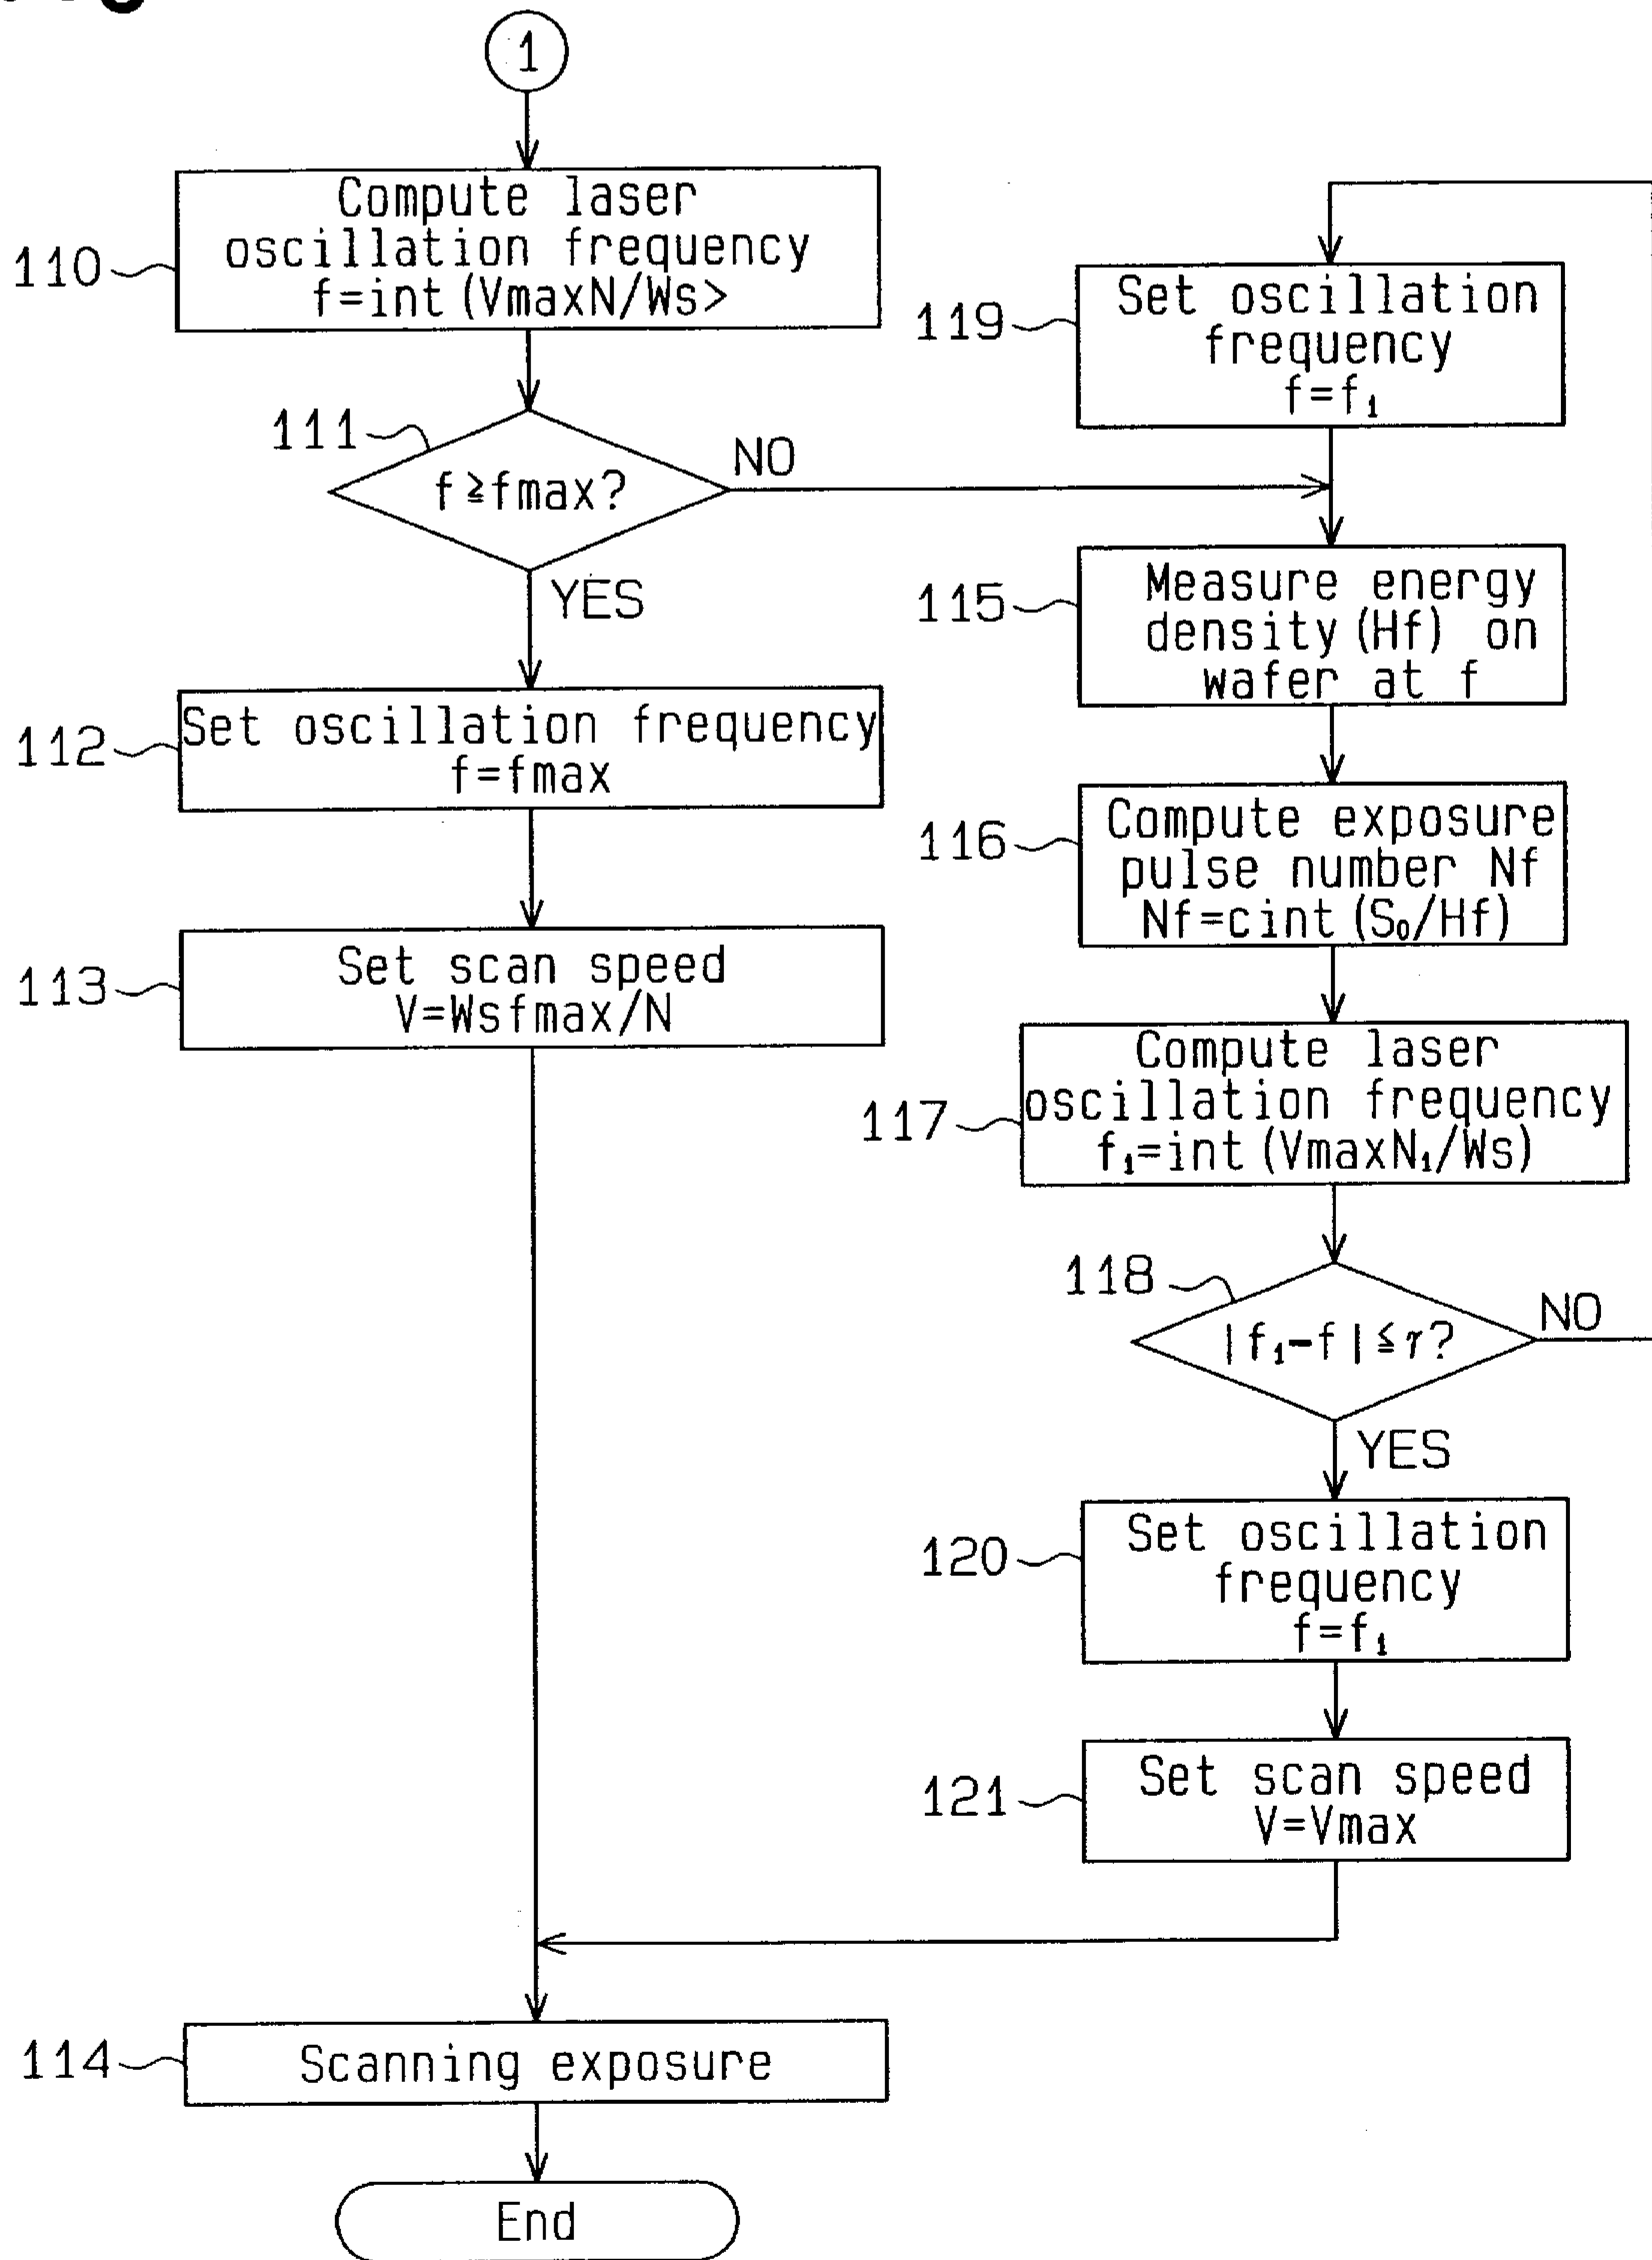 1
110
Compute laser
oscillation frequency
f=int(VmaxN/Ws>
111
f≧fmax?
NO
YES
112
Set oscillation frequency
f=fmax
113
Set scan speed
V=Wsfmax/N
119
Set oscillation
frequency
f=f₁
115
Measure energy
density(Hf) on
wafer at f
116
Compute exposure
pulse number Nf
Nf=cint(S₀/Hf)
117
Compute laser
oscillation frequency
f₁=int(VmaxN₁/Ws)
118
|f₁-f|≦r?
NO
YES
120
Set oscillation
frequency
f=f₁
121
Set scan speed
V=Vmax
114
Scanning exposure
End